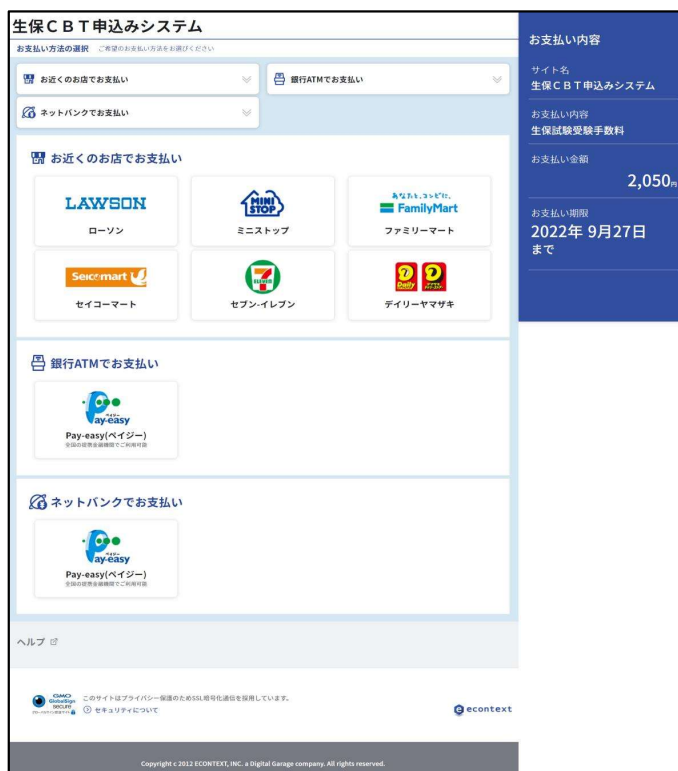 生保CBT申込みシステム
お支払い方法の選択 ご希望のお支払い方法をお選びください
お近くのお店でお支払い
銀行ATMでお支払い
ネットバンクでお支払い
お近くのお店でお支払い
LAWSON
ローソン
MINI STOP
ミニストップ
あなたと、コンビに、
FamilyMart
ファミリーマート
Seicomart
セイコーマート
ELEVEN
セブン-イレブン
Daily
デイリーヤマザキ
銀行ATMでお支払い
ペイジー
Pay-easy
Pay-easy(ペイジー)
全国の提携金融機関でご利用可能
ネットバンクでお支払い
ペイジー
Pay-easy
Pay-easy(ペイジー)
全国の提携金融機関でご利用可能
ヘルプ
GMO
GlobalSign
Secure
このサイトはプライバシー保護のためSSL暗号化通信を採用しています。
セキュリティについて
econtext
Copyright c 2012 ECONTEXT, INC. a Digital Garage company. All rights reserved.
お支払い内容
サイト名
生保CBT申込みシステム
お支払い内容
生保試験受験手数料
お支払い金額
2,050円
お支払い期限
2022年 9月27日
まで